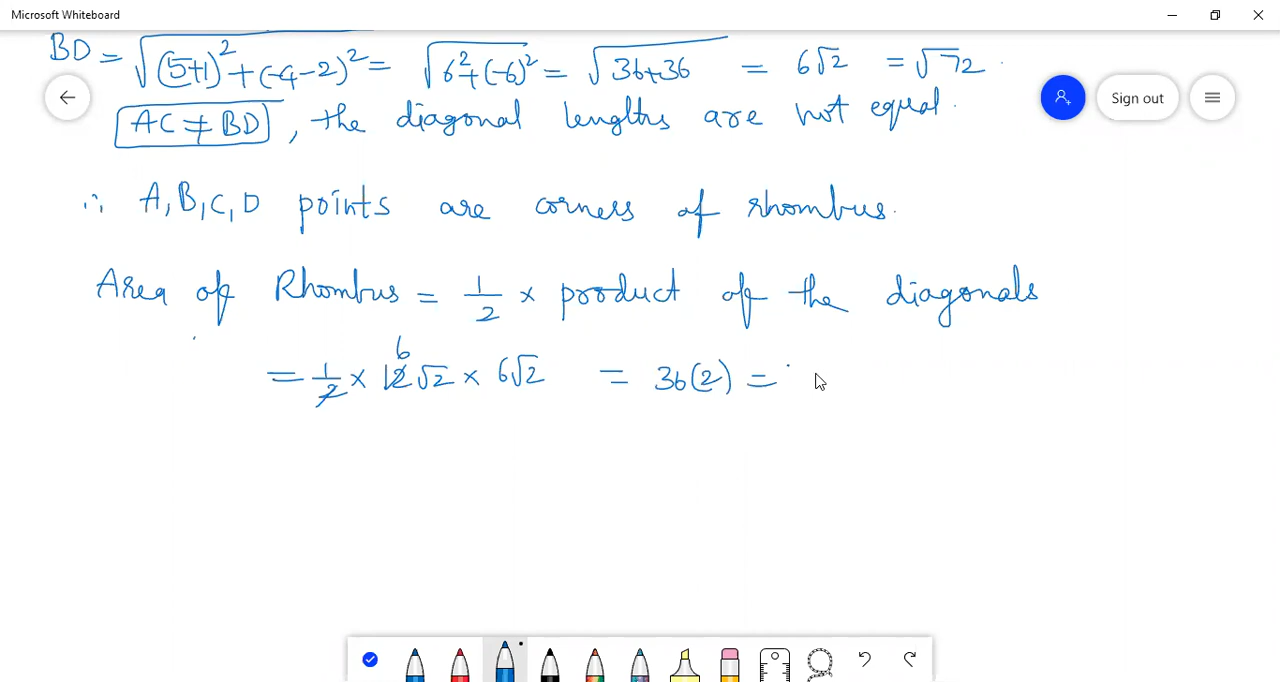 Microsoft Whiteboard
BD = √(5+1)² + (-4-2)² = √6² + (-6)² = √36+36 = 6√2 = √72 .
Sign out
AC ≠ BD , the diagonal lengths are not equal .
∴ A, B, C, D points are corness of rhombus .
Area of Rhombus = 1/2 × product of the diagonals
6
= 1/2 × 12√2 × 6√2 = 36(2) =